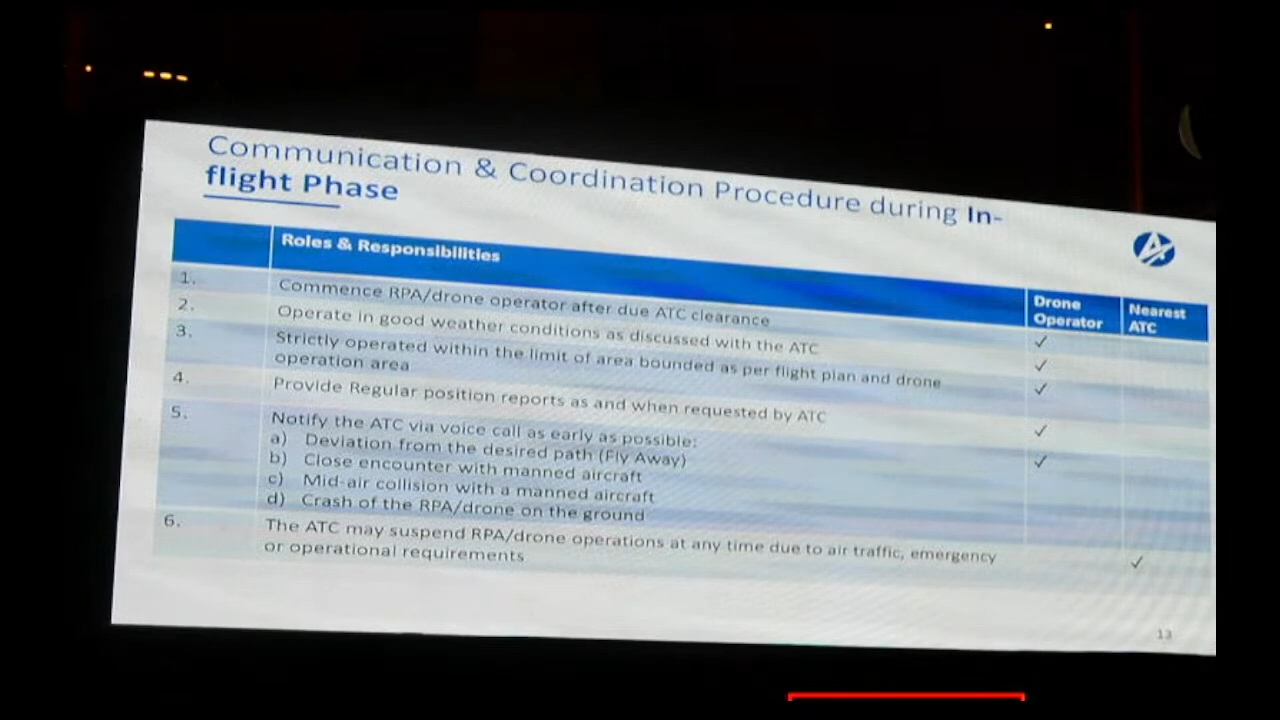 Communication & Coordination Procedure during In-
flight Phase
Roles & Responsibilities
Drone
Operator
Nearest
ATC
1. Commence RPA/drone operator after due ATC clearance ✓
2. Operate in good weather conditions as discussed with the ATC ✓
3. Strictly operated within the limit of area bounded as per flight plan and drone ✓
operation area
4. Provide Regular position reports as and when requested by ATC ✓
5. Notify the ATC via voice call as early as possible: ✓
a) Deviation from the desired path (Fly Away)
b) Close encounter with manned aircraft
c) Mid-air collision with a manned aircraft
d) Crash of the RPA/drone on the ground
6. The ATC may suspend RPA/drone operations at any time due to air traffic, emergency ✓
or operational requirements
13